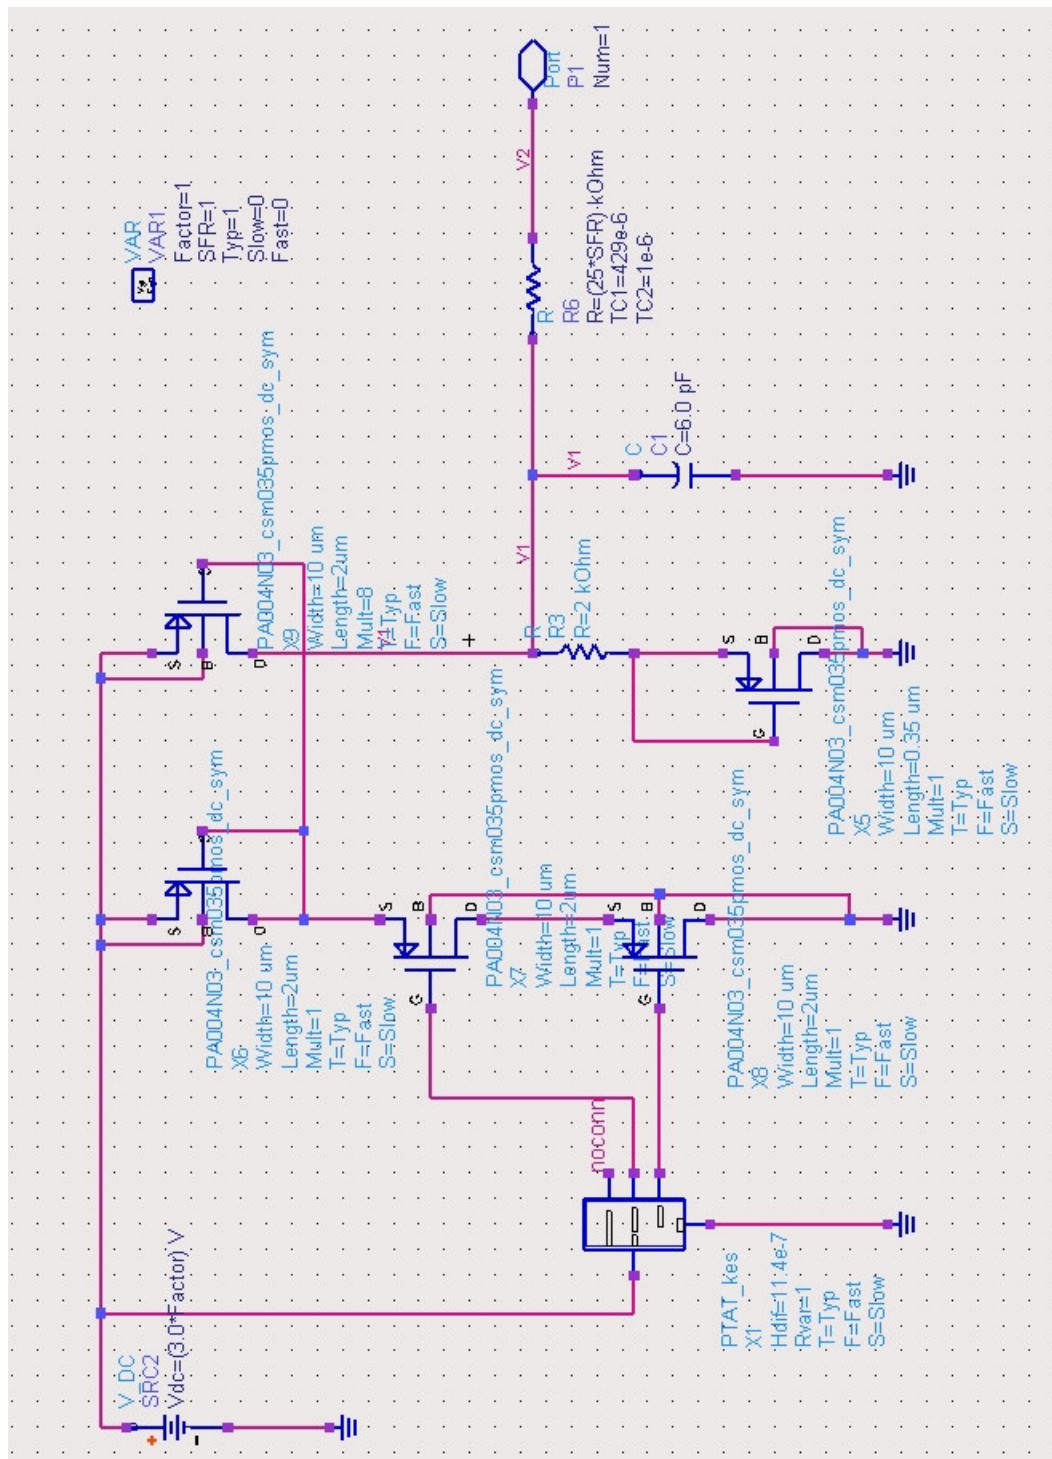 Port
P1
Num=1
V2
VAR
VAR1
Factor=1
SFR=1
Typ=1
Slow=0
Fast=0
R
R6
R=(25*SFR) kOhm
TC1=429e-6
TC2=1e-6
V1
C
C1
C=6.0 pF
V1
PA004N03_csm035pmos_dc_sym
X9
Width=10 um
Length=2um
Mult=8
T=Typ
F=Fast
S=Slow
S
B
D
+
R
R3
R=2 kOhm
S
B
D
G
PA004N03_csm035pmos_dc_sym
X5
Width=10 um
Length=0.35 um
Mult=1
T=Typ
F=Fast
S=Slow
S
B
D
PA004N03_csm035pmos_dc_sym
X6
Width=10 um
Length=2um
Mult=1
T=Typ
F=Fast
S=Slow
S
B
D
G
PA004N03_csm035pmos_dc_sym
X7
Width=10 um
Length=2um
Mult=1
T=Typ
F=Fast
S=Slow
S
B
D
G
PA004N03_csm035pmos_dc_sym
X8
Width=10 um
Length=2um
Mult=1
T=Typ
F=Fast
S=Slow
noconn
PTAT_kes
X1
Hdif=11.4e-7
Rvar=1
T=Typ
F=Fast
S=Slow
V_DC
SRC2
Vdc=(3.0*Factor) V
+
-